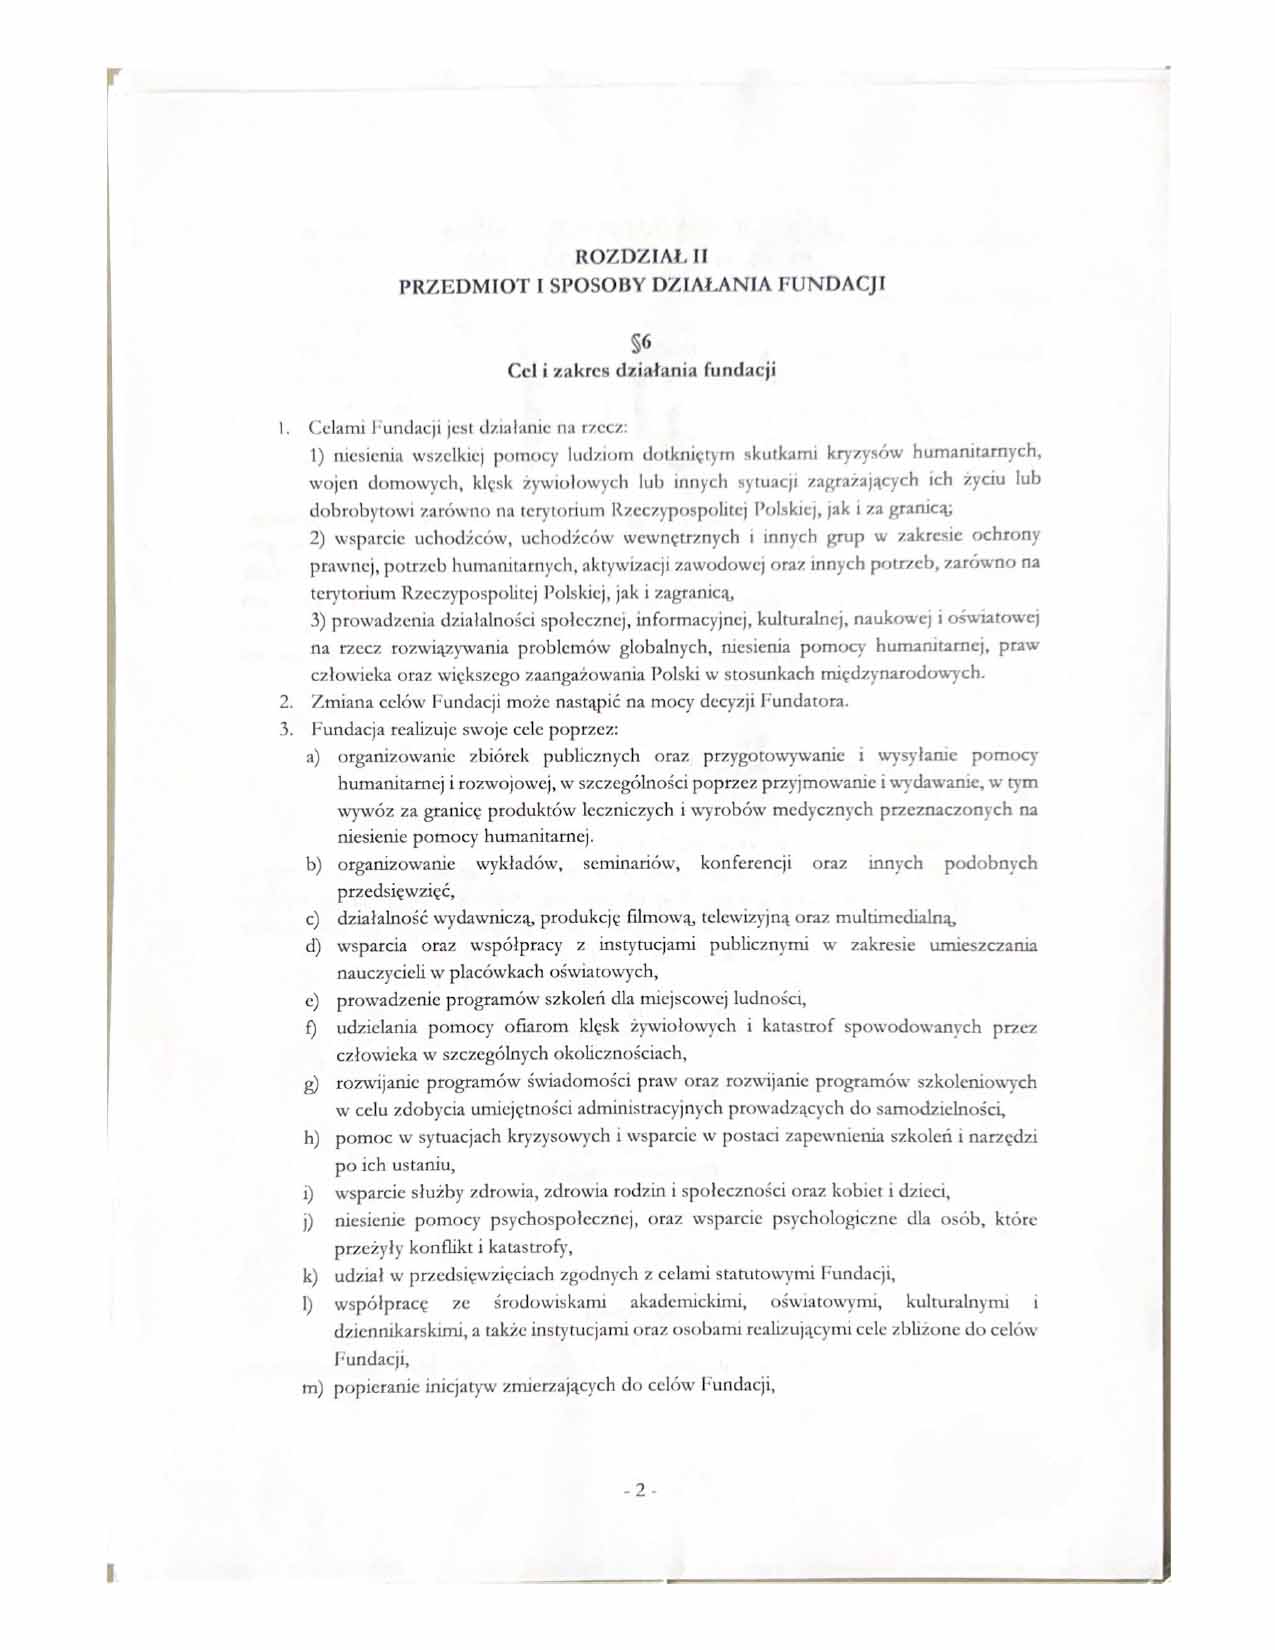 ROZDZIAŁ II
PRZEDMIOT I SPOSOBY DZIAŁANIA FUNDACJI
§6
Cel i zakres działania fundacji
1. Celami Fundacji jest działanie na rzecz:
1) niesienia wszelkiej pomocy ludziom dotkniętym skutkami kryzysów humanitarnych,
wojen domowych, klęsk żywiołowych lub innych sytuacji zagrażających ich życiu lub
dobrobytowi zarówno na terytorium Rzeczypospolitej Polskiej, jak i za granicą;
2) wsparcie uchodźców, uchodźców wewnętrznych i innych grup w zakresie ochrony
prawnej, potrzeb humanitarnych, aktywizacji zawodowej oraz innych potrzeb, zarówno na
terytorium Rzeczypospolitej Polskiej, jak i zagranicą,
3) prowadzenia działalności społecznej, informacyjnej, kulturalnej, naukowej i oświatowej
na rzecz rozwiązywania problemów globalnych, niesienia pomocy humanitarnej, praw
człowieka oraz większego zaangażowania Polski w stosunkach międzynarodowych.
2. Zmiana celów Fundacji może nastąpić na mocy decyzji Fundatora.
3. Fundacja realizuje swoje cele poprzez:
a) organizowanie zbiórek publicznych oraz przygotowywanie i wysyłanie pomocy
humanitarnej i rozwojowej, w szczególności poprzez przyjmowanie i wydawanie, w tym
wywóz za granicę produktów leczniczych i wyrobów medycznych przeznaczonych na
niesienie pomocy humanitarnej.
b) organizowanie wykładów, seminariów, konferencji oraz innych podobnych
przedsięwzięć,
c) działalność wydawniczą, produkcję filmową, telewizyjną oraz multimedialną,
d) wsparcia oraz współpracy z instytucjami publicznymi w zakresie umieszczania
nauczycieli w placówkach oświatowych,
e) prowadzenie programów szkoleń dla miejscowej ludności,
f) udzielania pomocy ofiarom klęsk żywiołowych i katastrof spowodowanych przez
człowieka w szczególnych okolicznościach,
g) rozwijanie programów świadomości praw oraz rozwijanie programów szkoleniowych
w celu zdobycia umiejętności administracyjnych prowadzących do samodzielności,
h) pomoc w sytuacjach kryzysowych i wsparcie w postaci zapewnienia szkoleń i narzędzi
po ich ustaniu,
i) wsparcie służby zdrowia, zdrowia rodzin i społeczności oraz kobiet i dzieci,
j) niesienie pomocy psychospołecznej, oraz wsparcie psychologiczne dla osób, które
przeżyły konflikt i katastrofy,
k) udział w przedsięwzięciach zgodnych z celami statutowymi Fundacji,
l) współpracę ze środowiskami akademickimi, oświatowymi, kulturalnymi i
dziennikarskimi, a także instytucjami oraz osobami realizującymi cele zbliżone do celów
Fundacji,
m) popieranie inicjatyw zmierzających do celów Fundacji,
- 2 -